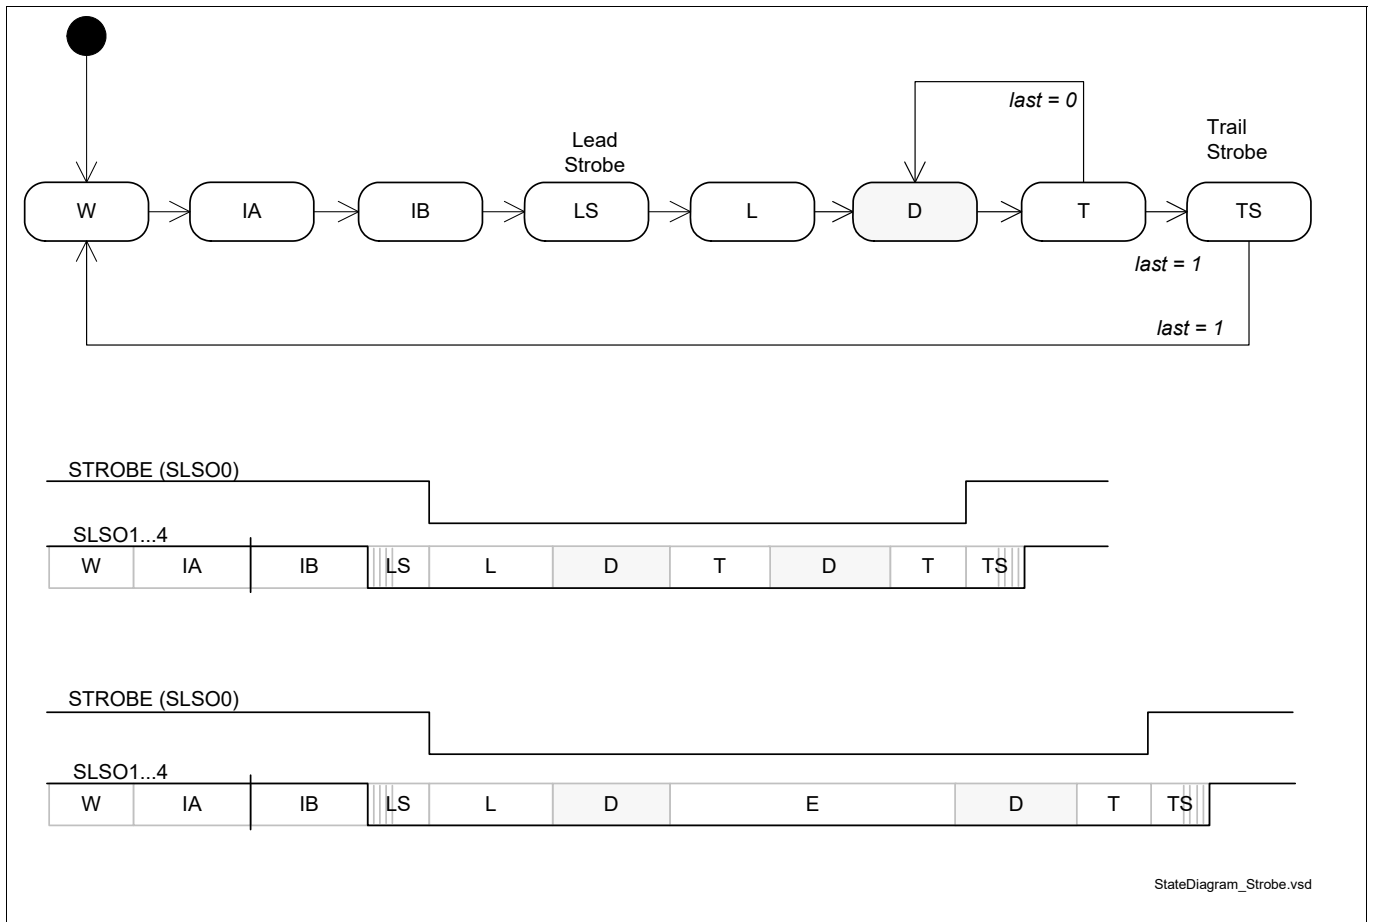 last = 0
Lead
Strobe
Trail
Strobe
W IA IB LS L D T TS
last = 1
last = 1
STROBE (SLSO0)
SLSO1...4
W IA IB LS L D T D T TS
STROBE (SLSO0)
SLSO1...4
W IA IB LS L D E D T TS
StateDiagram_Strobe.vsd